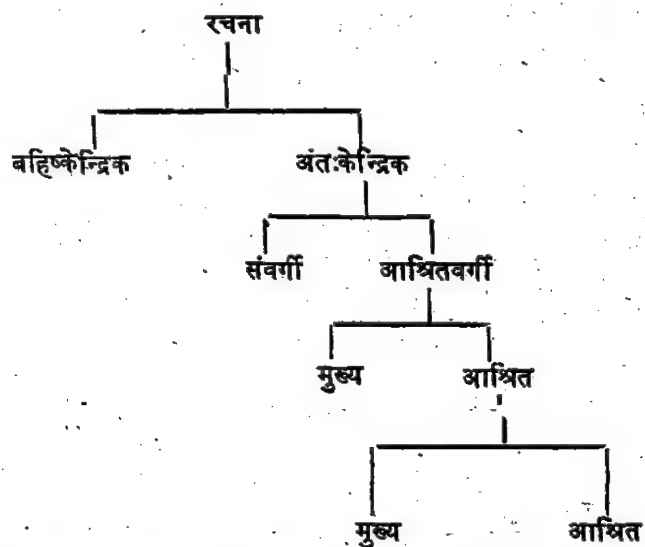 रचना
बहिष्केन्द्रिक अंत:केन्द्रिक
संवर्गी आश्रितवर्गी
मुख्य आश्रित
मुख्य आश्रित